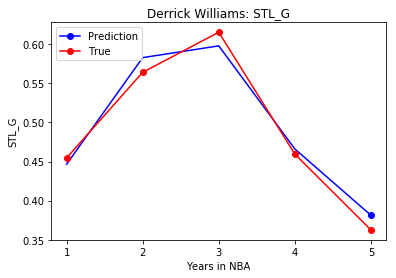 Derrick Williams: STL_G
Prediction
True
0.60
0.55
0.50
0.45
0.40
0.35
STL_G
1 2 3 4 5
Years in NBA